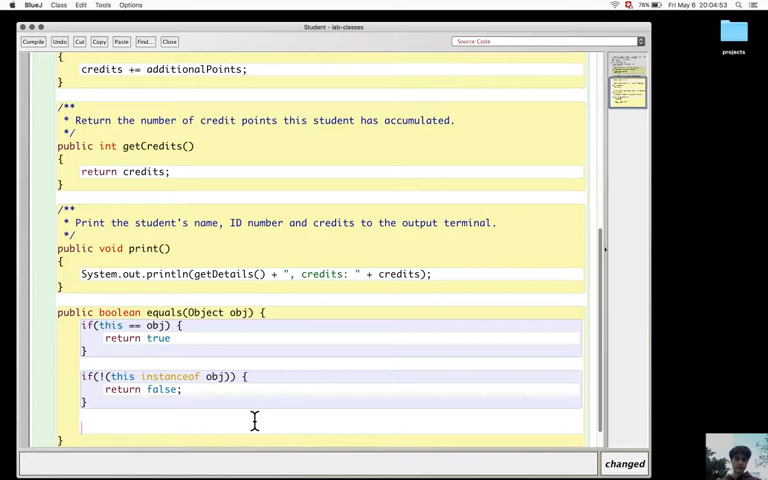 BlueJ Class Edit Tools Options 76% Fri May 6 20:04:53
Student - lab-classes
Compile Undo Cut Copy Paste Find... Close Source Code
projects
{
credits += additionalPoints;
}
/**
* Return the number of credit points this student has accumulated.
*/
public int getCredits()
{
return credits;
}
/**
* Print the student's name, ID number and credits to the output terminal.
*/
public void print()
{
System.out.println(getDetails() + ", credits: " + credits);
}
public boolean equals(Object obj) {
if(this == obj) {
return true
}
if(!(this instanceof obj)) {
return false;
}
}
changed